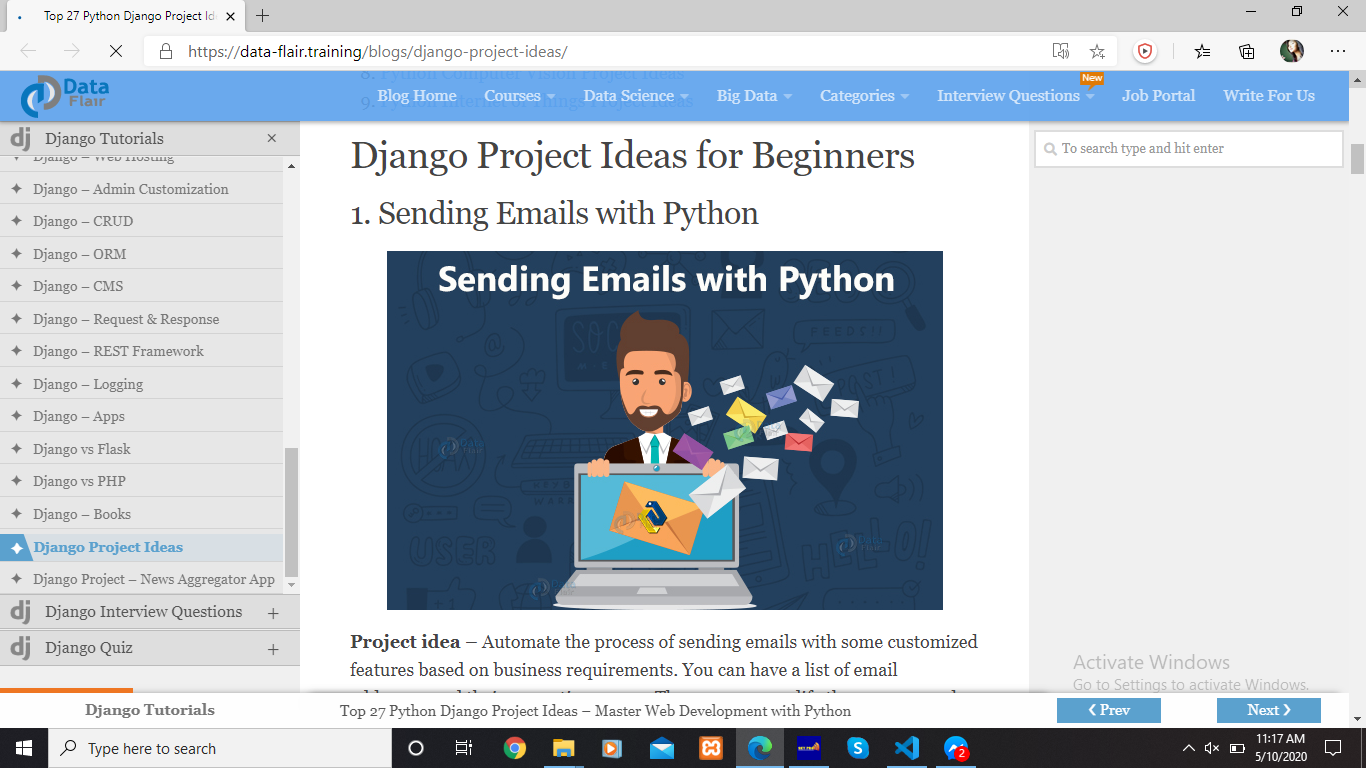 Top 27 Python Django Project Id
https://data-flair.training/blogs/django-project-ideas/
8. Python Computer Vision Project Ideas
Data
Flair
Blog Home
Courses
Data Science
Big Data
Categories
Interview Questions
New
Job Portal
Write For Us
Django Tutorials
Django – Web Hosting
Django – Admin Customization
Django – CRUD
Django – ORM
Django – CMS
Django – Request & Response
Django – REST Framework
Django – Logging
Django – Apps
Django vs Flask
Django vs PHP
Django – Books
Django Project Ideas
Django Project – News Aggregator App
dj Django Interview Questions +
dj Django Quiz +
Django Project Ideas for Beginners
1. Sending Emails with Python
Sending Emails with Python
USER
HELLO!
Project idea – Automate the process of sending emails with some customized
features based on business requirements. You can have a list of email
To search type and hit enter
Activate Windows
Go to Settings to activate Windows.
Django Tutorials
Top 27 Python Django Project Ideas – Master Web Development with Python
❮ Prev
Next ❯
Type here to search
2
11:17 AM
5/10/2020